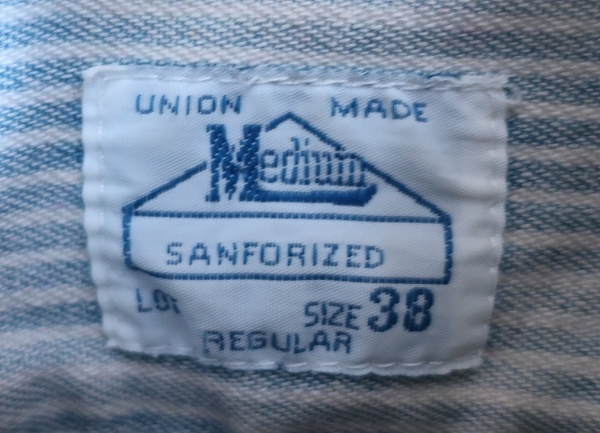 UNION MADE
Medium
SANFORIZED
LOT
SIZE 38
REGULAR